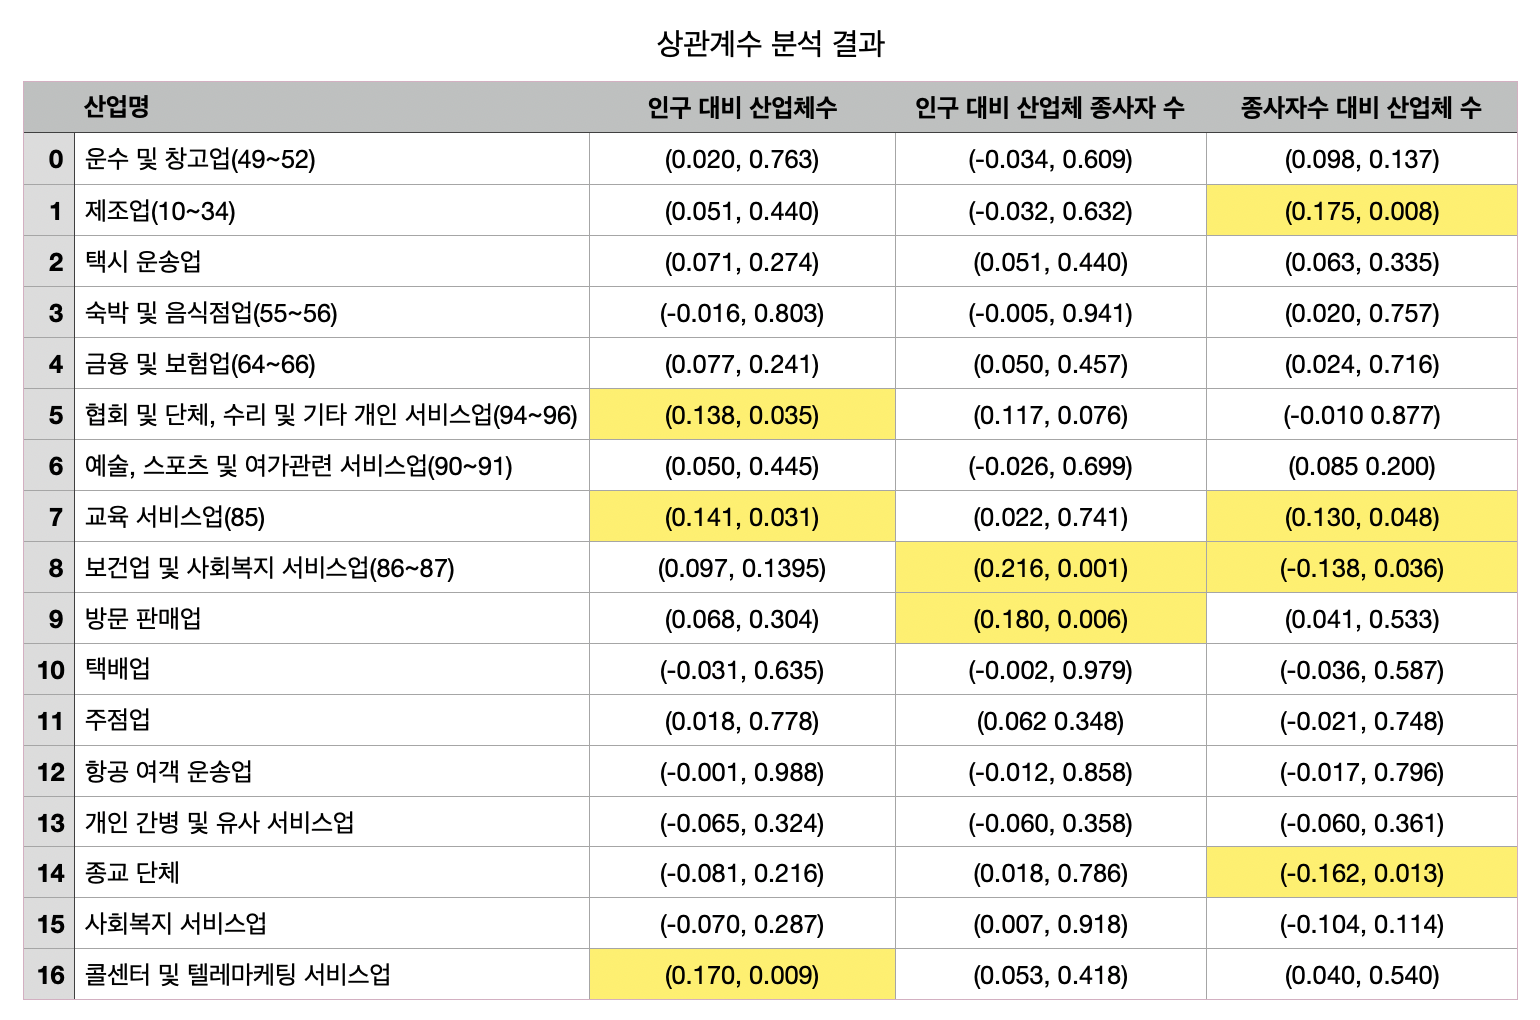 상관계수 분석 결과
산업명 인구 대비 산업체수 인구 대비 산업체 종사자 수 종사자수 대비 산업체 수
0 운수 및 창고업(49~52) (0.020, 0.763) (-0.034, 0.609) (0.098, 0.137)
1 제조업(10~34) (0.051, 0.440) (-0.032, 0.632) (0.175, 0.008)
2 택시 운송업 (0.071, 0.274) (0.051, 0.440) (0.063, 0.335)
3 숙박 및 음식점업(55~56) (-0.016, 0.803) (-0.005, 0.941) (0.020, 0.757)
4 금융 및 보험업(64~66) (0.077, 0.241) (0.050, 0.457) (0.024, 0.716)
5 협회 및 단체, 수리 및 기타 개인 서비스업(94~96) (0.138, 0.035) (0.117, 0.076) (-0.010 0.877)
6 예술, 스포츠 및 여가관련 서비스업(90~91) (0.050, 0.445) (-0.026, 0.699) (0.085 0.200)
7 교육 서비스업(85) (0.141, 0.031) (0.022, 0.741) (0.130, 0.048)
8 보건업 및 사회복지 서비스업(86~87) (0.097, 0.1395) (0.216, 0.001) (-0.138, 0.036)
9 방문 판매업 (0.068, 0.304) (0.180, 0.006) (0.041, 0.533)
10 택배업 (-0.031, 0.635) (-0.002, 0.979) (-0.036, 0.587)
11 주점업 (0.018, 0.778) (0.062 0.348) (-0.021, 0.748)
12 항공 여객 운송업 (-0.001, 0.988) (-0.012, 0.858) (-0.017, 0.796)
13 개인 간병 및 유사 서비스업 (-0.065, 0.324) (-0.060, 0.358) (-0.060, 0.361)
14 종교 단체 (-0.081, 0.216) (0.018, 0.786) (-0.162, 0.013)
15 사회복지 서비스업 (-0.070, 0.287) (0.007, 0.918) (-0.104, 0.114)
16 콜센터 및 텔레마케팅 서비스업 (0.170, 0.009) (0.053, 0.418) (0.040, 0.540)